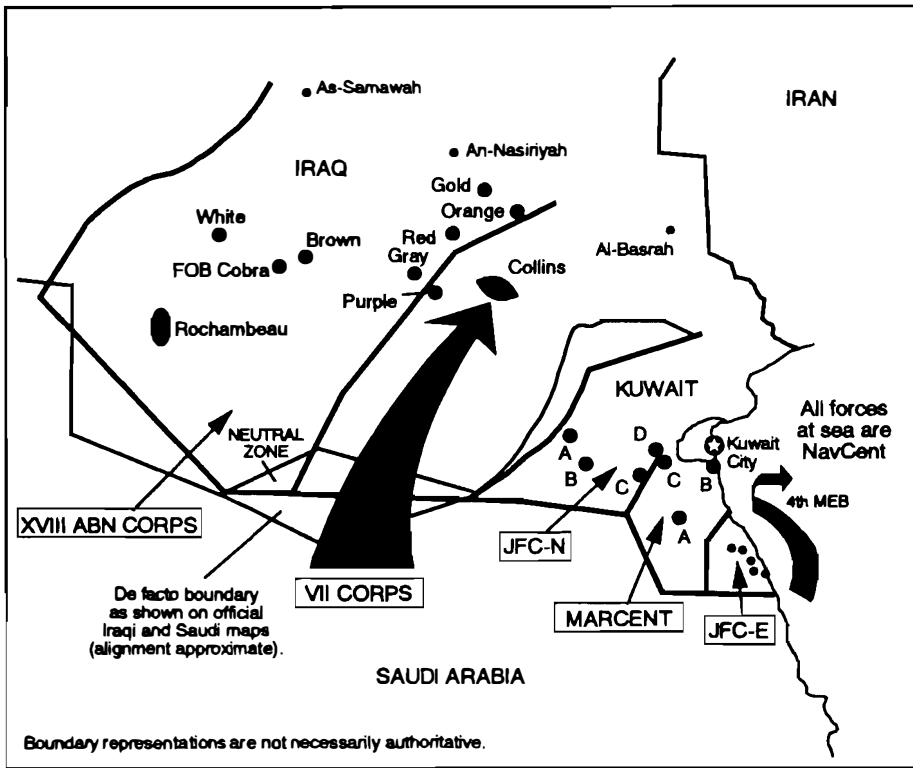 As-Samawah
IRAN
An-Nasiriyah
IRAQ
Gold
Orange
White
Brown
Red
Al-Basrah
FOB Cobra
Gray
Collins
Purple
Rochambeau
KUWAIT
All forces
at sea are
NavCent
NEUTRAL
ZONE
D
Kuwait
City
A
B
C
C
B
4th MEB
XVIII ABN CORPS
JFC-N
A
De facto boundary
as shown on official
Iraqi and Saudi maps
(alignment approximate).
VII CORPS
MARCENT
JFC-E
SAUDI ARABIA
Boundary representations are not necessarily authoritative.